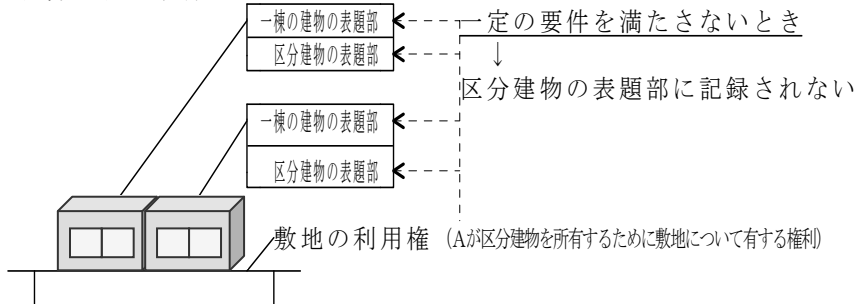 一棟の建物の表題部
一定の要件を満たさないとき
区分建物の表題部
↓
区分建物の表題部に記録されない
一棟の建物の表題部
区分建物の表題部
敷地の利用権 (Aが区分建物を所有するために敷地について有する権利)